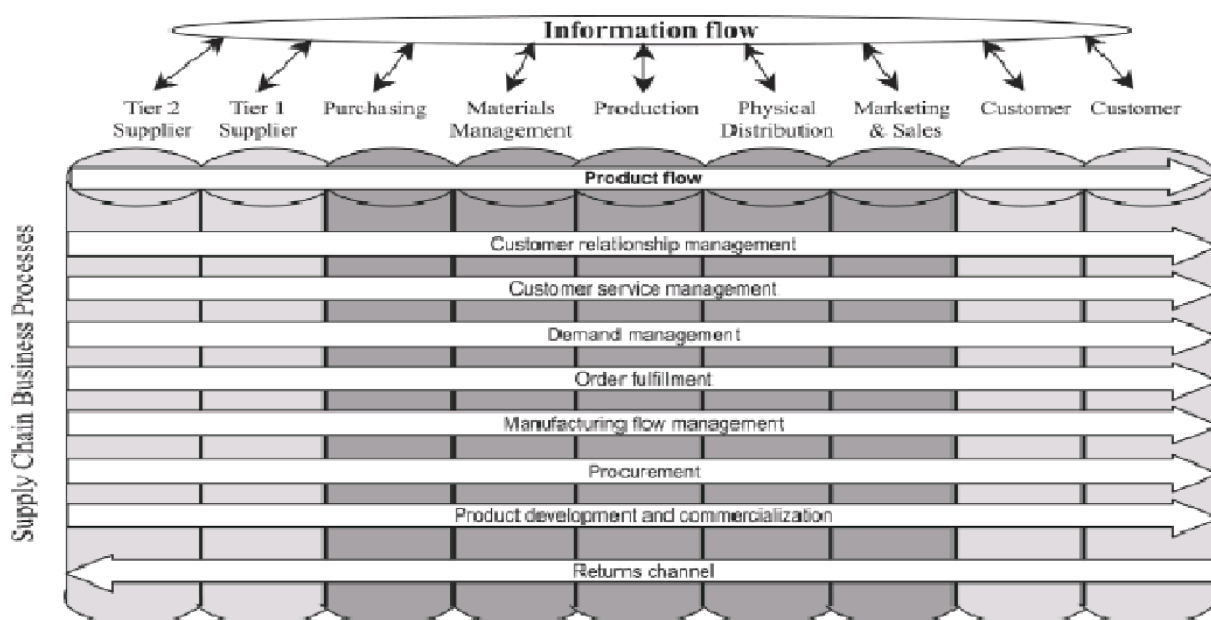 Information flow
Tier 2 Supplier
Tier 1 Supplier
Purchasing
Materials Management
Production
Physical Distribution
Marketing & Sales
Customer
Customer
Product flow
Supply Chain Business Processes
Customer relationship management
Customer service management
Demand management
Order fulfillment
Manufacturing flow management
Procurement
Product development and commercialization
Returns channel